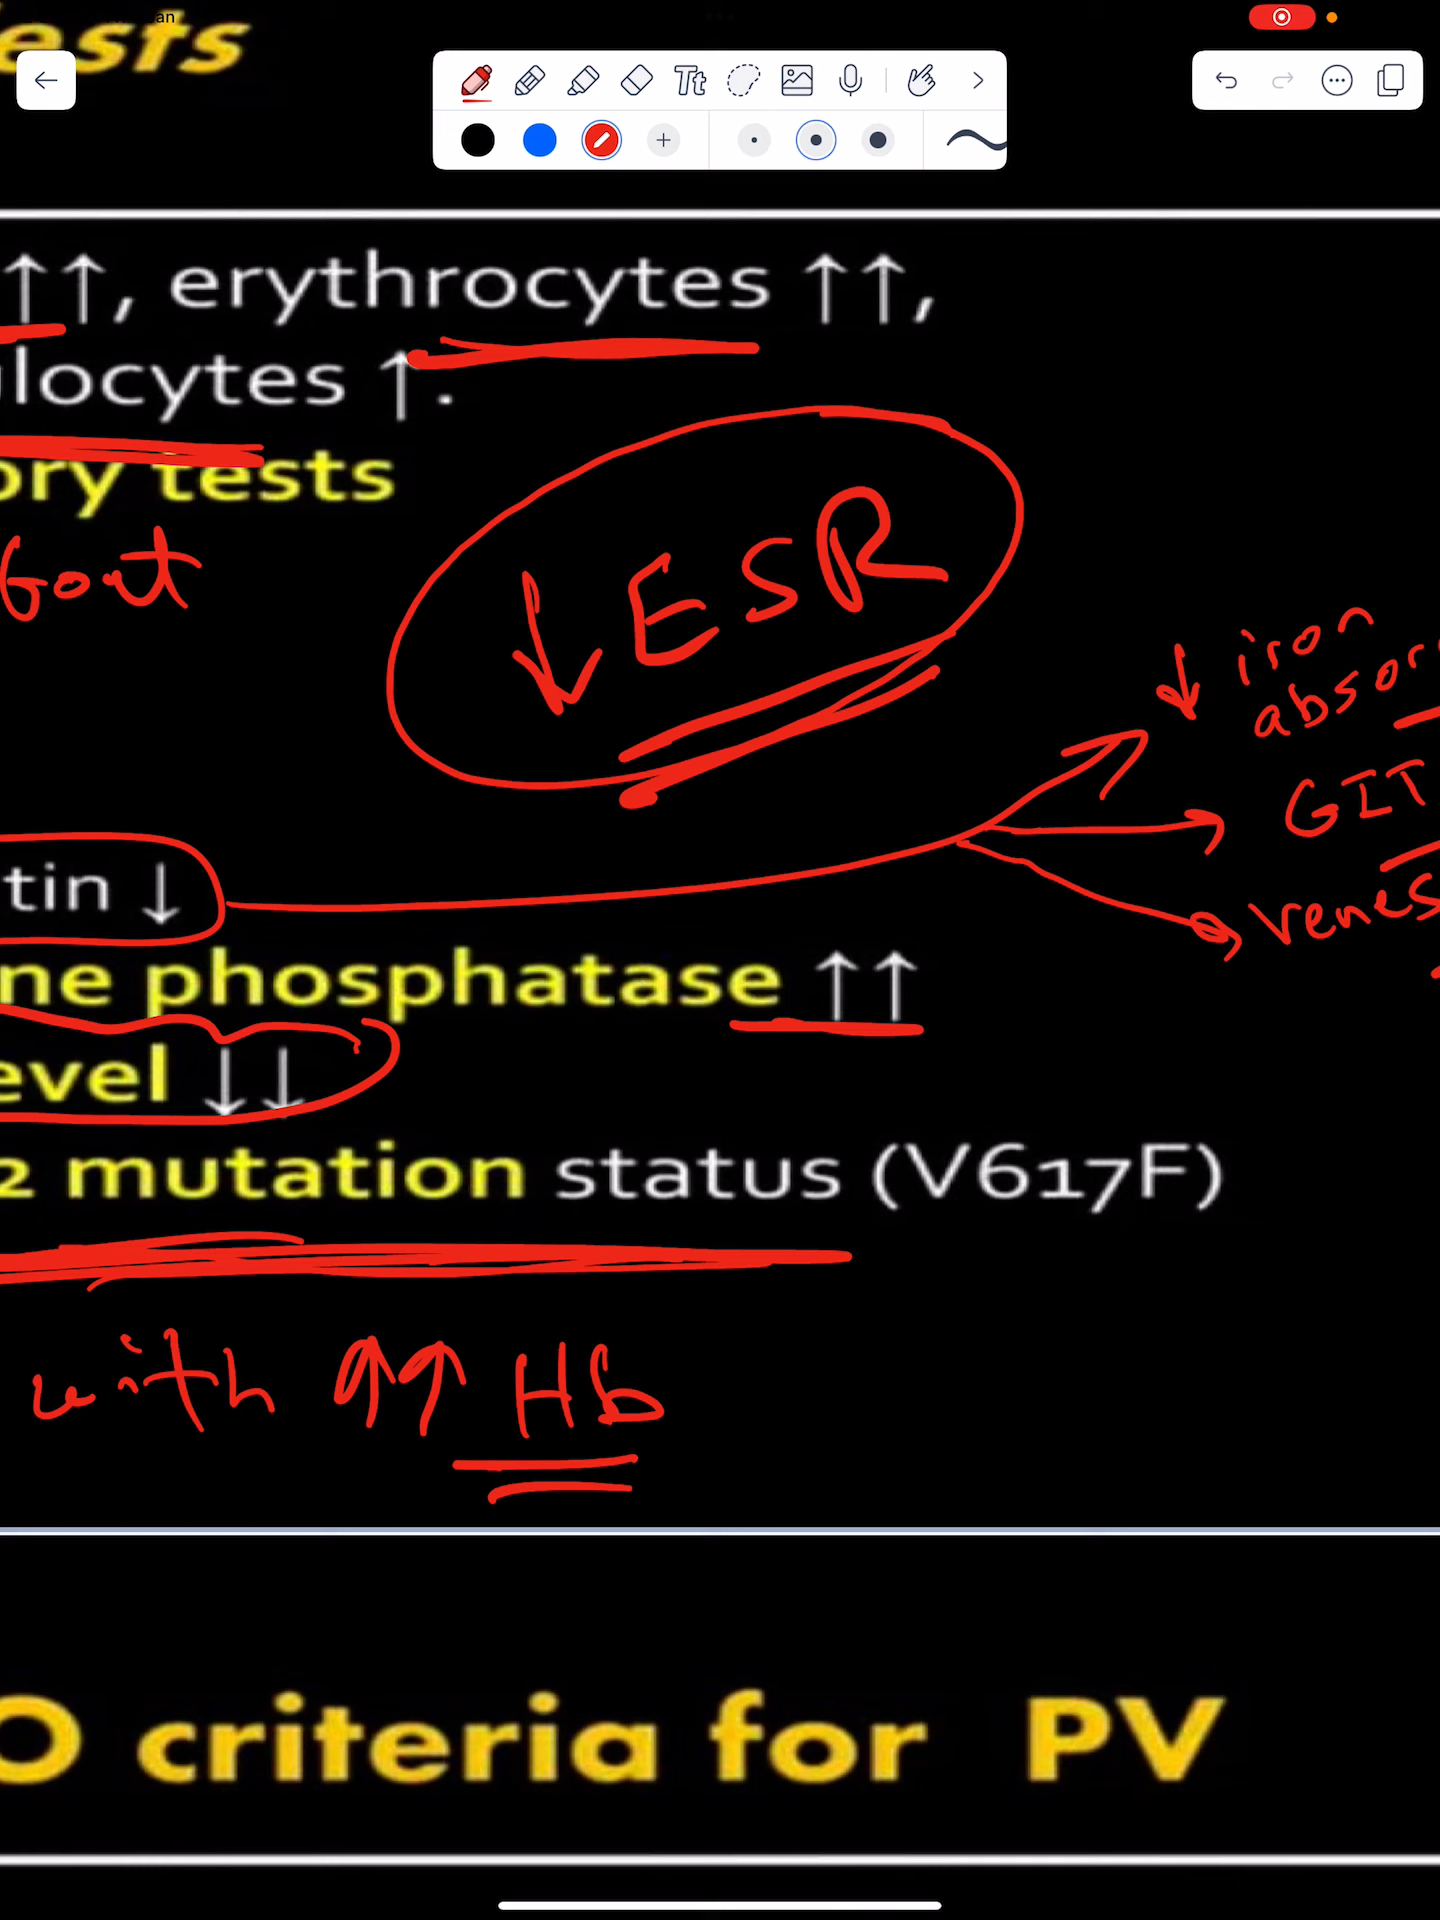 ests
↑↑, erythrocytes ↑↑,
locytes ↑.
ory tests
Gout
↓ ESR
↓ iron
absor
GIT
tin ↓
venes
ne phosphatase ↑↑
evel ↓↓
2 mutation status (V617F)
with ↑↑ Hb
O criteria for PV